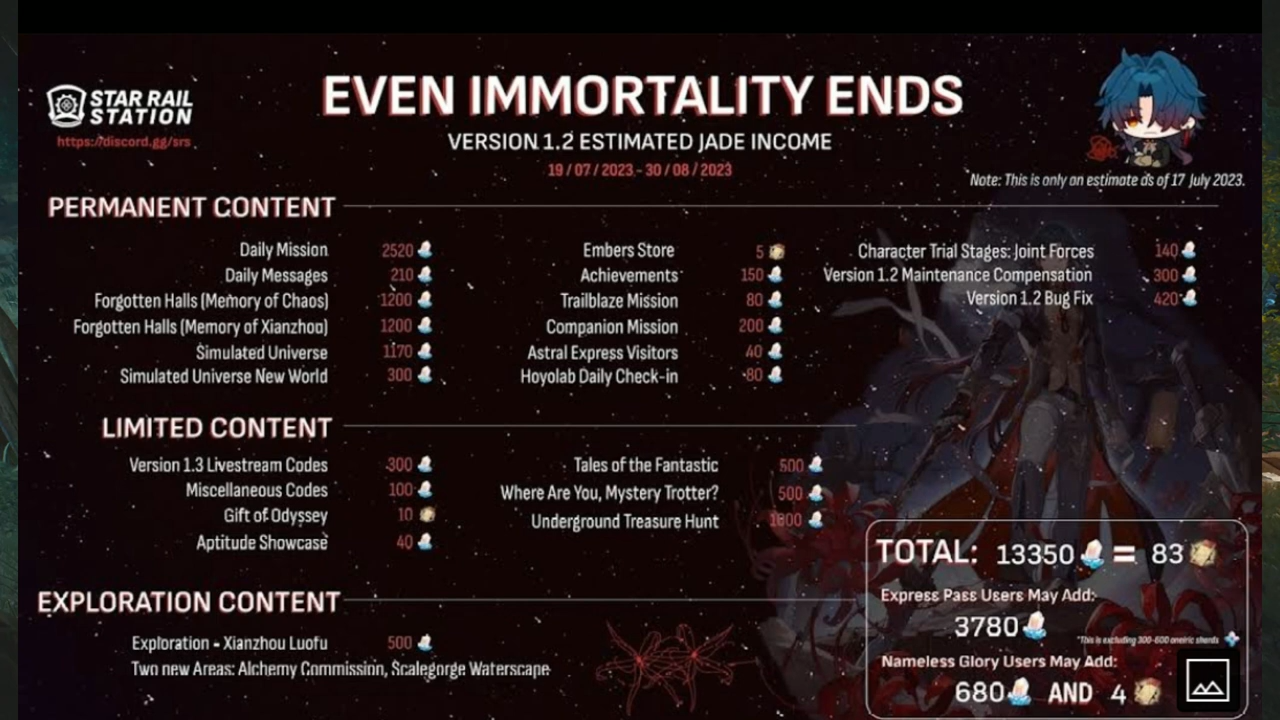 STAR RAIL
STATION
https://discord.gg/srs
EVEN IMMORTALITY ENDS
VERSION 1.2 ESTIMATED JADE INCOME
19 / 07 / 2023 - 30 / 08 / 2023
Note: This is only an estimate as of 17 July 2023.
PERMANENT CONTENT
Daily Mission 2520
Daily Messages 210
Forgotten Halls (Memory of Chaos) 1200
Forgotten Halls (Memory of Xianzhou) 1200
Simulated Universe 1170
Simulated Universe New World 300
Embers Store 5
Achievements 150
Trailblaze Mission 80
Companion Mission 200
Astral Express Visitors 40
Hoyolab Daily Check-in 80
Character Trial Stages: Joint Forces 140
Version 1.2 Maintenance Compensation 300
Version 1.2 Bug Fix 420
LIMITED CONTENT
Version 1.3 Livestream Codes 300
Miscellaneous Codes 100
Gift of Odyssey 10
Aptitude Showcase 40
Tales of the Fantastic 500
Where Are You, Mystery Trotter? 500
Underground Treasure Hunt 1800
EXPLORATION CONTENT
Exploration - Xianzhou Luofu 500
Two new Areas: Alchemy Commission, Scalegorge Waterscape
TOTAL: 13350 = 83
Express Pass Users May Add:
3780
*This is excluding 300-600 oneiric shards
Nameless Glory Users May Add:
680 AND 4